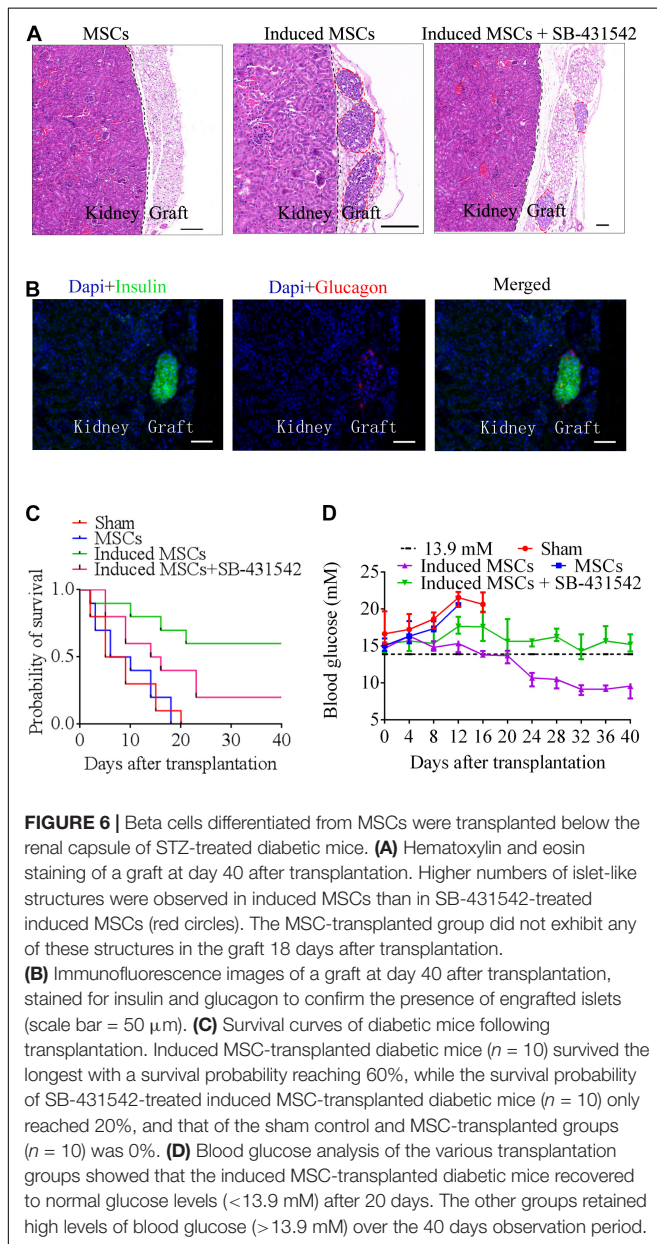 A
MSCs
Induced MSCs
Induced MSCs + SB-431542
Kidney Graft
Kidney Graft
Kidney Graft
B
Dapi+Insulin
Dapi+Glucagon
Merged
Kidney Graft
Kidney Graft
Kidney Graft
C
Sham
MSCs
Induced MSCs
Induced MSCs+SB-431542
Probability of survival
1.0
0.5
0.0
0 10 20 30 40
Days after transplantation
D
13.9 mM Sham
Induced MSCs MSCs
Induced MSCs + SB-431542
Blood glucose (mM)
25
20
15
10
5
0 4 8 12 16 20 24 28 32 36 40
Days after transplantation
FIGURE 6 | Beta cells differentiated from MSCs were transplanted below the
renal capsule of STZ-treated diabetic mice. (A) Hematoxylin and eosin
staining of a graft at day 40 after transplantation. Higher numbers of islet-like
structures were observed in induced MSCs than in SB-431542-treated
induced MSCs (red circles). The MSC-transplanted group did not exhibit any
of these structures in the graft 18 days after transplantation.
(B) Immunofluorescence images of a graft at day 40 after transplantation,
stained for insulin and glucagon to confirm the presence of engrafted islets
(scale bar = 50 μm). (C) Survival curves of diabetic mice following
transplantation. Induced MSC-transplanted diabetic mice (n = 10) survived the
longest with a survival probability reaching 60%, while the survival probability
of SB-431542-treated induced MSC-transplanted diabetic mice (n = 10) only
reached 20%, and that of the sham control and MSC-transplanted groups
(n = 10) was 0%. (D) Blood glucose analysis of the various transplantation
groups showed that the induced MSC-transplanted diabetic mice recovered
to normal glucose levels (<13.9 mM) after 20 days. The other groups retained
high levels of blood glucose (>13.9 mM) over the 40 days observation period.